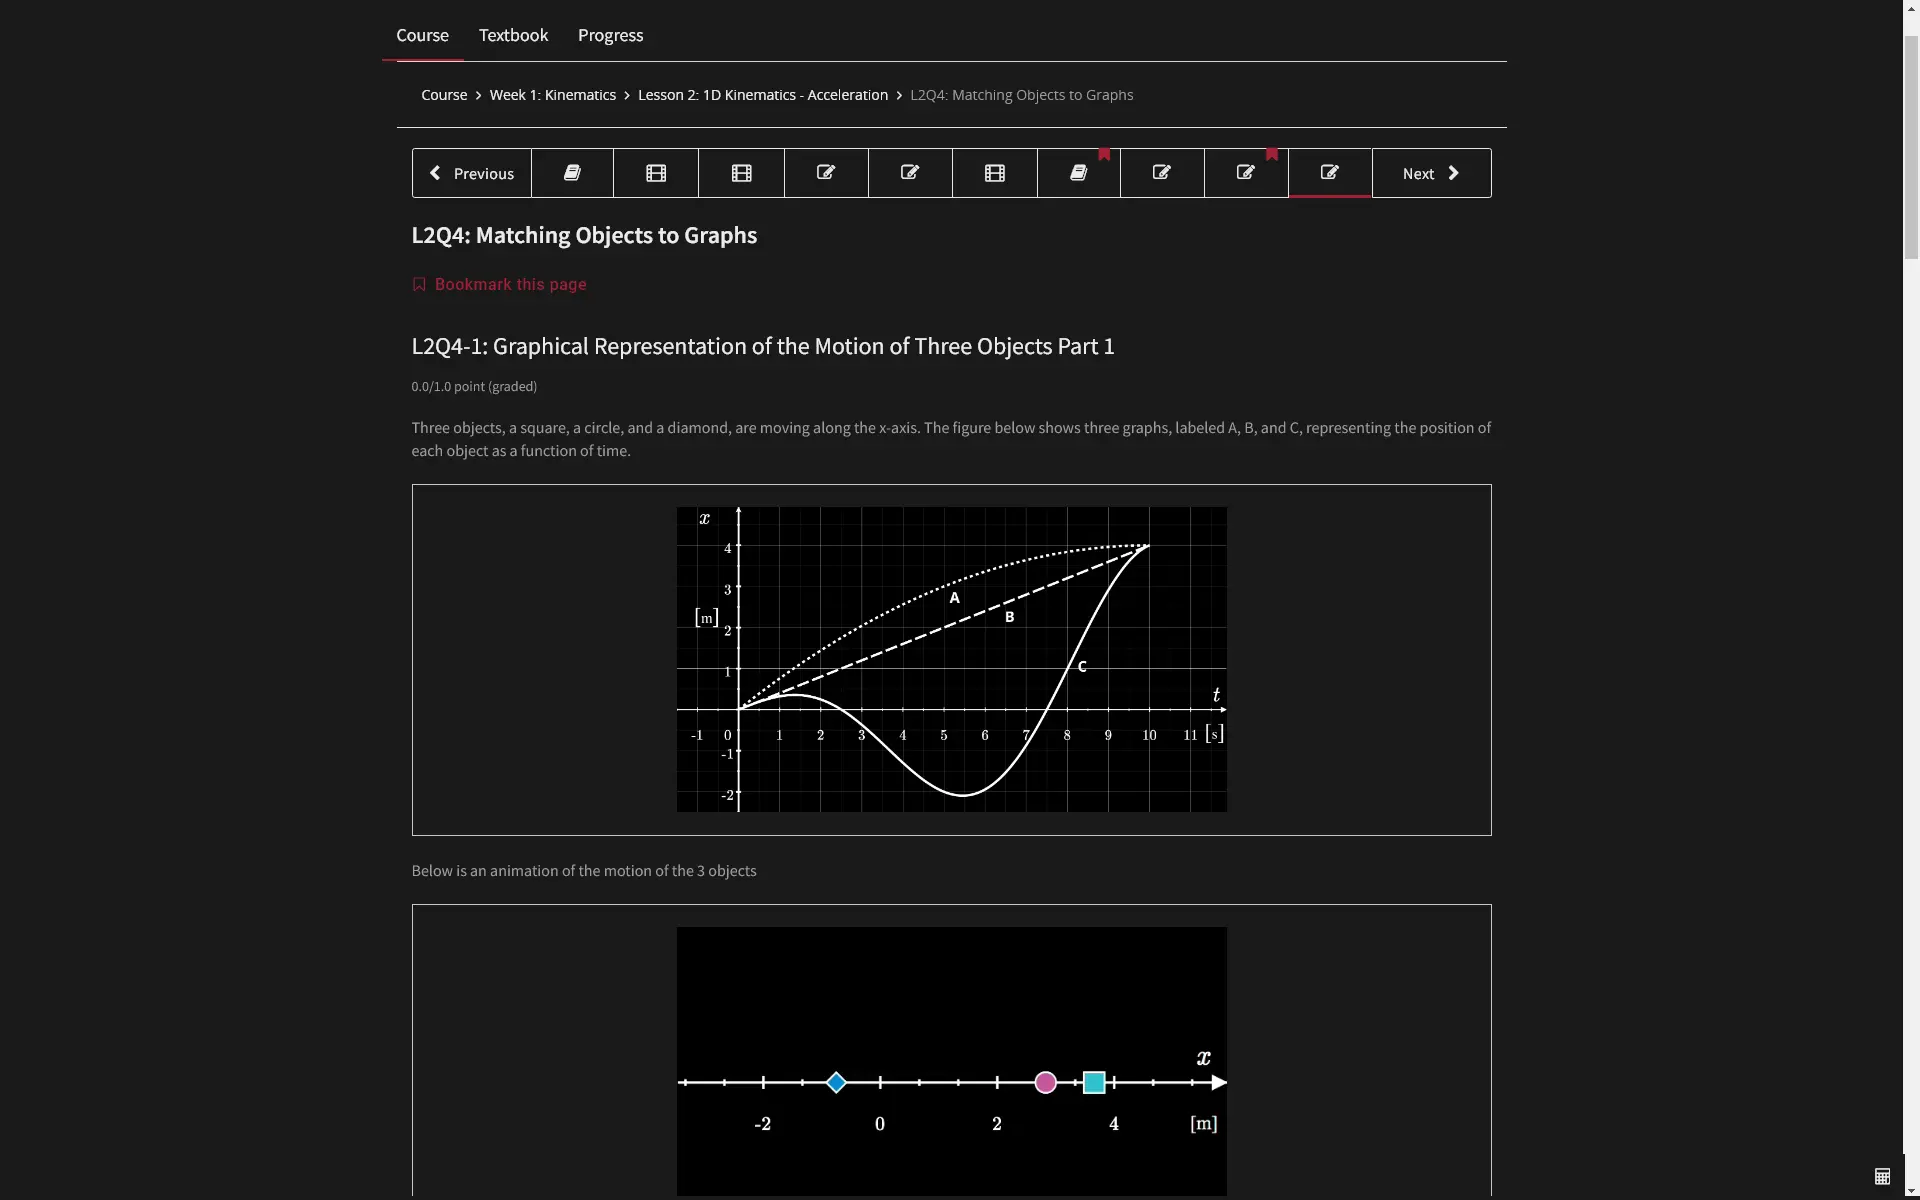 Course Textbook Progress
Course > Week 1: Kinematics > Lesson 2: 1D Kinematics - Acceleration > L2Q4: Matching Objects to Graphs
Previous Next
L2Q4: Matching Objects to Graphs
Bookmark this page
L2Q4-1: Graphical Representation of the Motion of Three Objects Part 1
0.0/1.0 point (graded)
Three objects, a square, a circle, and a diamond, are moving along the x-axis. The figure below shows three graphs, labeled A, B, and C, representing the position of
each object as a function of time.
x
4
3
A
[m]
B
2
1
C
t
-1 0 1 2 3 4 5 6 7 8 9 10 11 [s]
-1
-2
Below is an animation of the motion of the 3 objects
x
-2 0 2 4 [m]